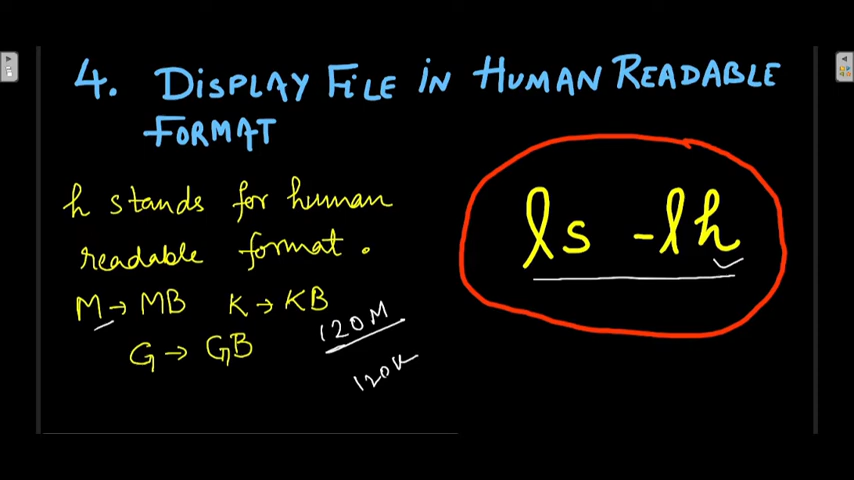 4. DISPLAY FILE IN HUMAN READABLE
FORMAT
h stands for human
readable format.
M → MB K → KB
G → GB
120M
120K
ls -lh